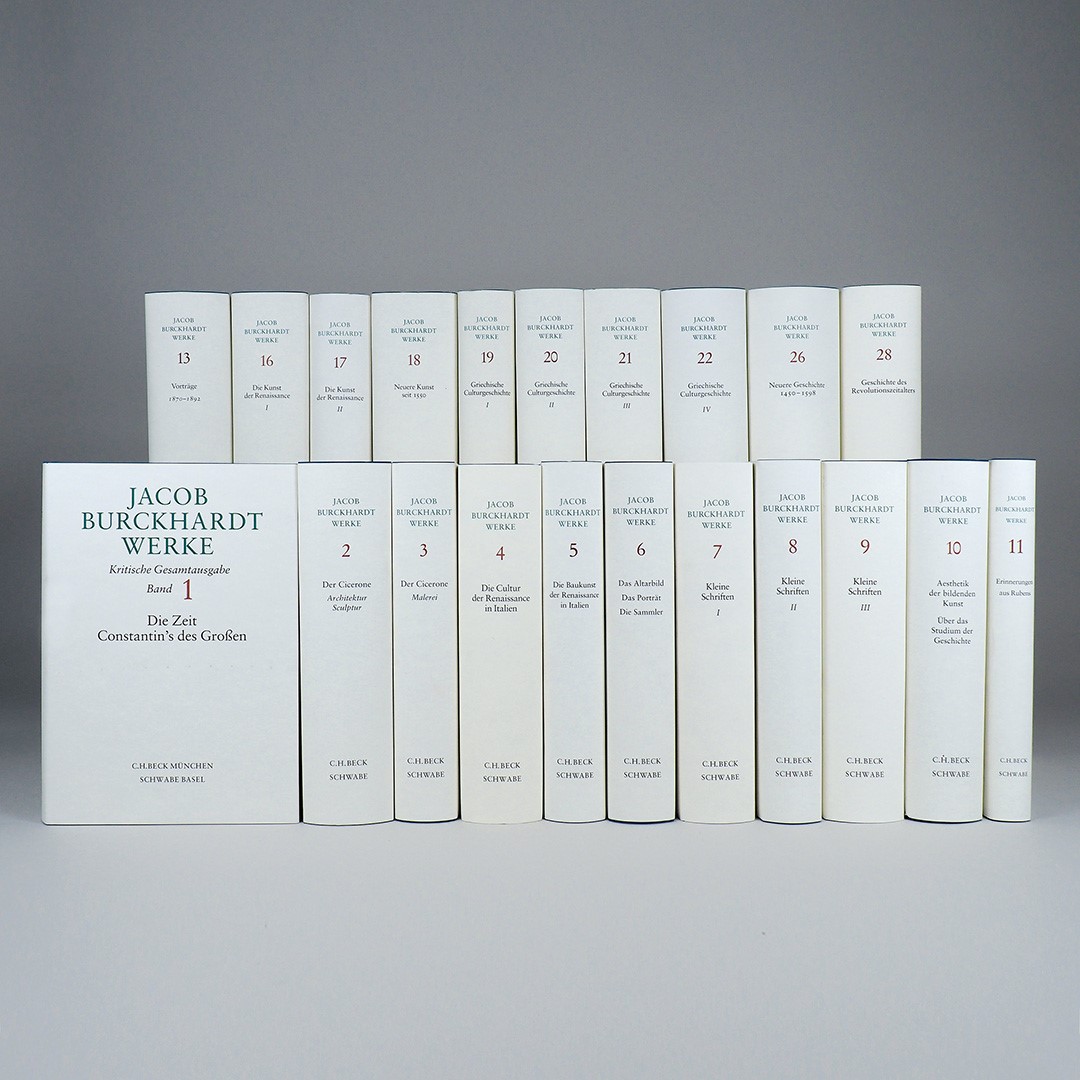 JACOB
BURCKHARDT
WERKE
13
Vorträge
1870–1892
JACOB
BURCKHARDT
WERKE
16
Die Kunst
der Renaissance
I
JACOB
BURCKHARDT
WERKE
17
Die Kunst
der Renaissance
II
JACOB
BURCKHARDT
WERKE
18
Neuere Kunst
seit 1550
JACOB
BURCKHARDT
WERKE
19
Griechische
Culturgeschichte
I
JACOB
BURCKHARDT
WERKE
20
Griechische
Culturgeschichte
II
JACOB
BURCKHARDT
WERKE
21
Griechische
Culturgeschichte
III
JACOB
BURCKHARDT
WERKE
22
Griechische
Culturgeschichte
IV
JACOB
BURCKHARDT
WERKE
26
Neuere Geschichte
1450–1598
JACOB
BURCKHARDT
WERKE
28
Geschichte des
Revolutionszeitalters
JACOB
BURCKHARDT
WERKE
Kritische Gesamtausgabe
Band 1
Die Zeit
Constantin's des Großen
C.H.BECK MÜNCHEN
SCHWABE BASEL
JACOB
BURCKHARDT
WERKE
2
Der Cicerone
Architektur
Sculptur
C.H.BECK
SCHWABE
JACOB
BURCKHARDT
WERKE
3
Der Cicerone
Malerei
C.H.BECK
SCHWABE
JACOB
BURCKHARDT
WERKE
4
Die Cultur
der Renaissance
in Italien
C.H.BECK
SCHWABE
JACOB
BURCKHARDT
WERKE
5
Die Baukunst
der Renaissance
in Italien
C.H.BECK
SCHWABE
JACOB
BURCKHARDT
WERKE
6
Das Altarbild
Das Porträt
Die Sammler
C.H.BECK
SCHWABE
JACOB
BURCKHARDT
WERKE
7
Kleine
Schriften
I
C.H.BECK
SCHWABE
JACOB
BURCKHARDT
WERKE
8
Kleine
Schriften
II
C.H.BECK
SCHWABE
JACOB
BURCKHARDT
WERKE
9
Kleine
Schriften
III
C.H.BECK
SCHWABE
JACOB
BURCKHARDT
WERKE
10
Aesthetik
der bildenden
Kunst
Über das
Studium der
Geschichte
C.H.BECK
SCHWABE
JACOB
BURCKHARDT
WERKE
11
Erinnerungen
aus Rubens
C.H.BECK
SCHWABE